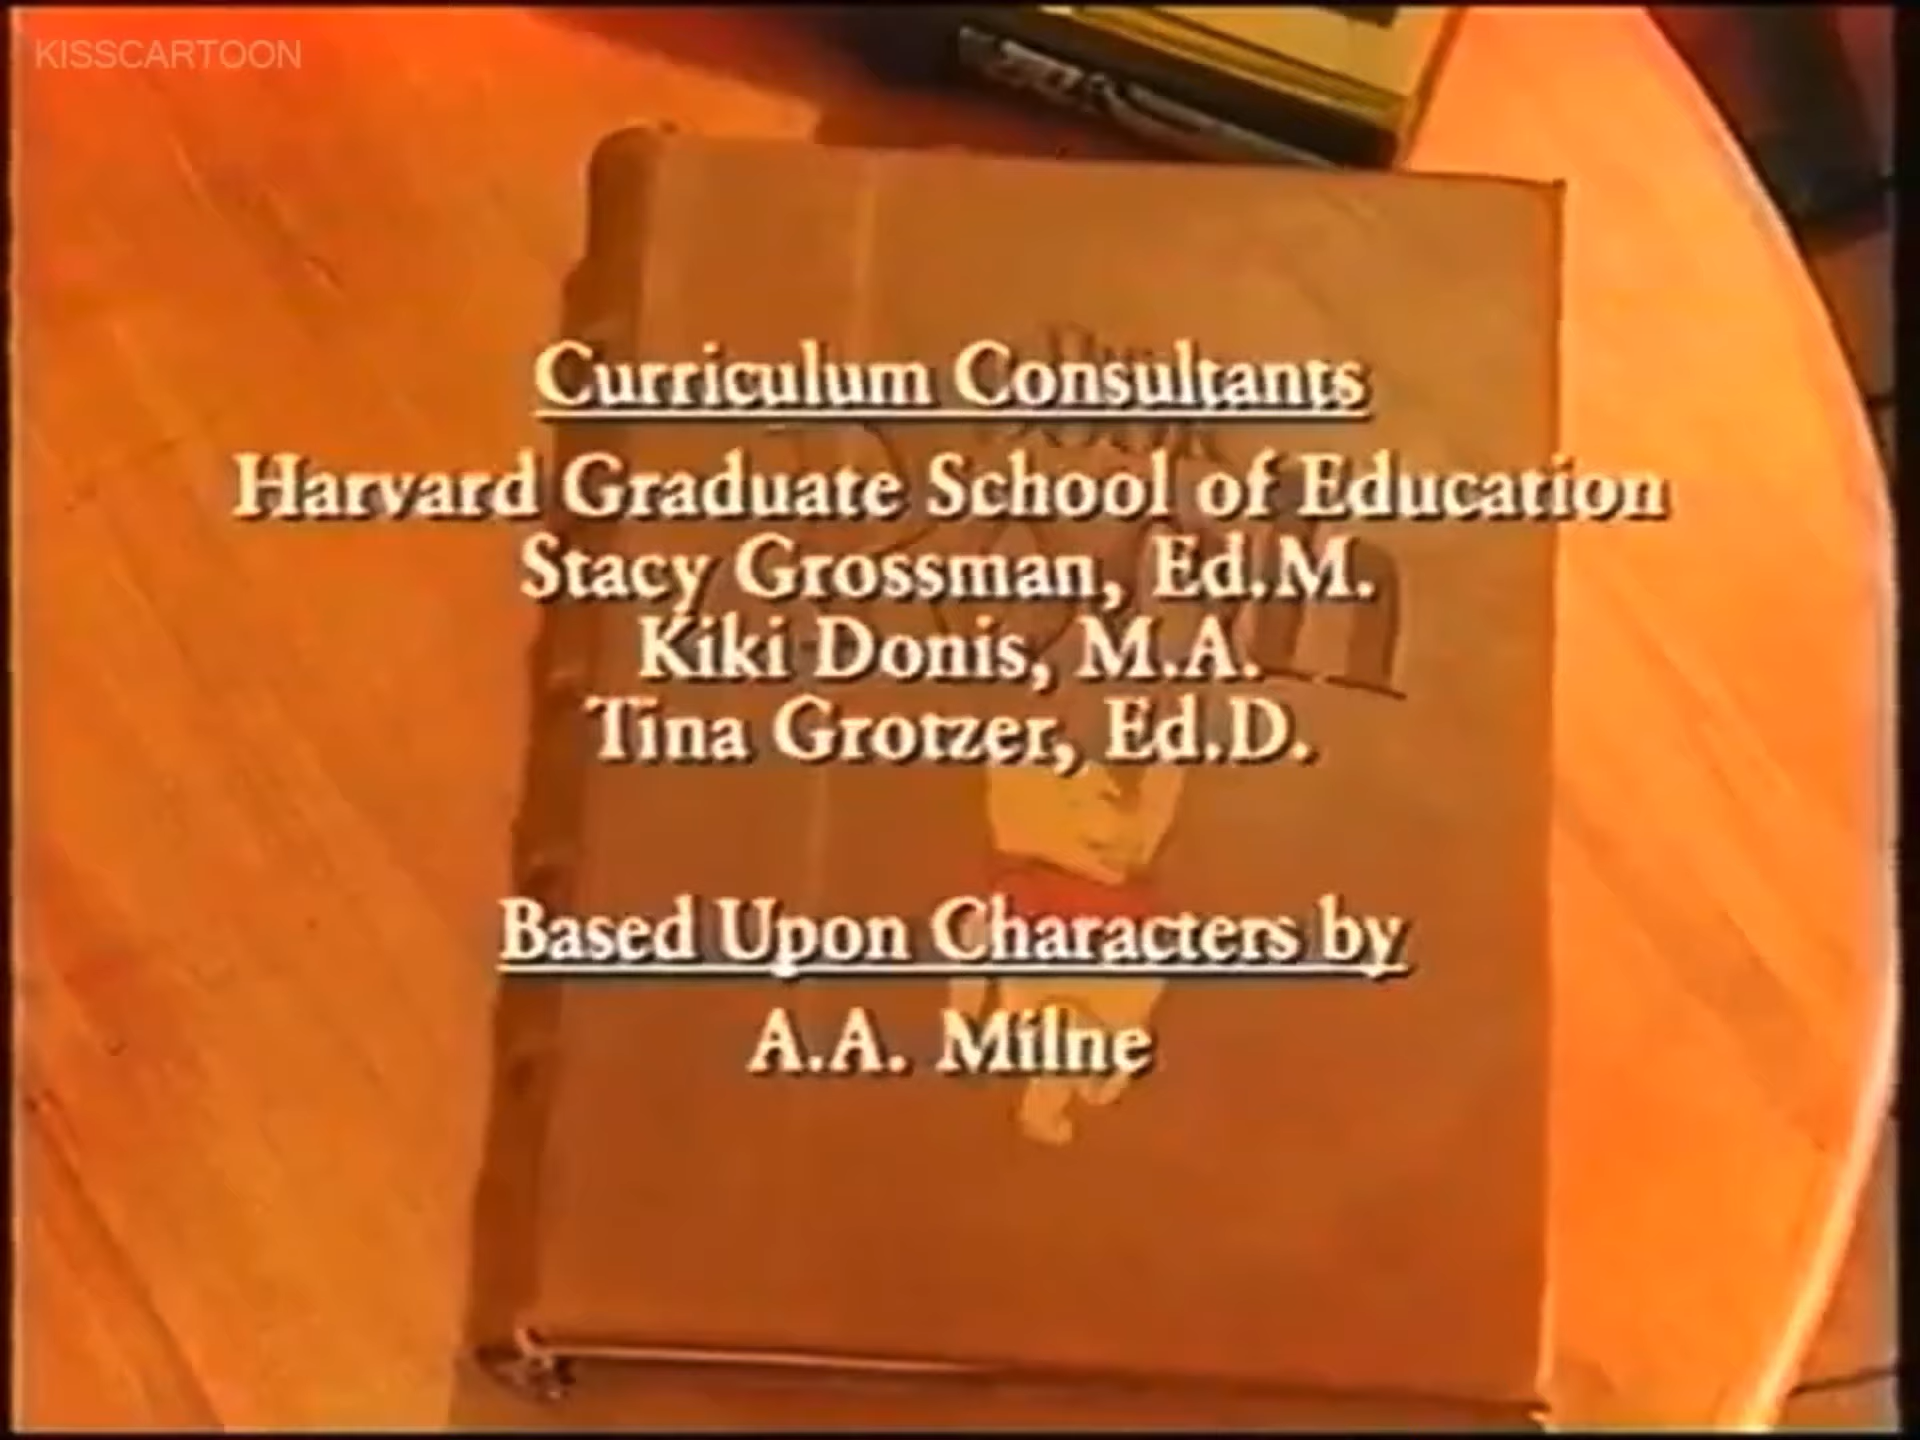 KISSCARTOON
Curriculum Consultants
Harvard Graduate School of Education
Stacy Grossman, Ed.M.
Kiki Donis, M.A.
Tina Grotzer, Ed.D.
Based Upon Characters by
A.A. Milne